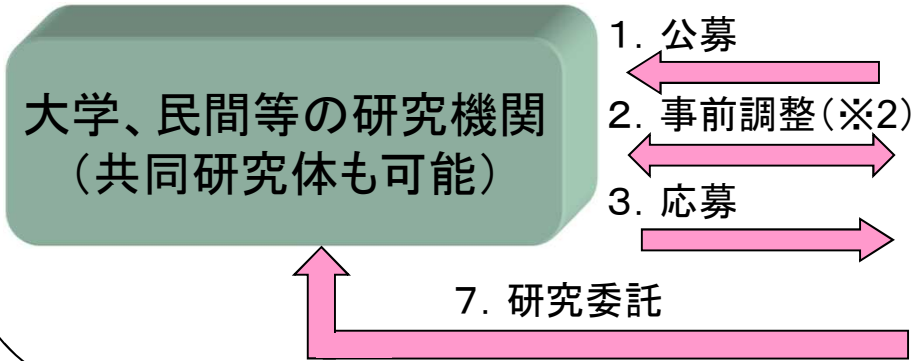 1．公募
大学、民間等の研究機関
（共同研究体も可能）
2．事前調整（※2）
3．応募
7．研究委託